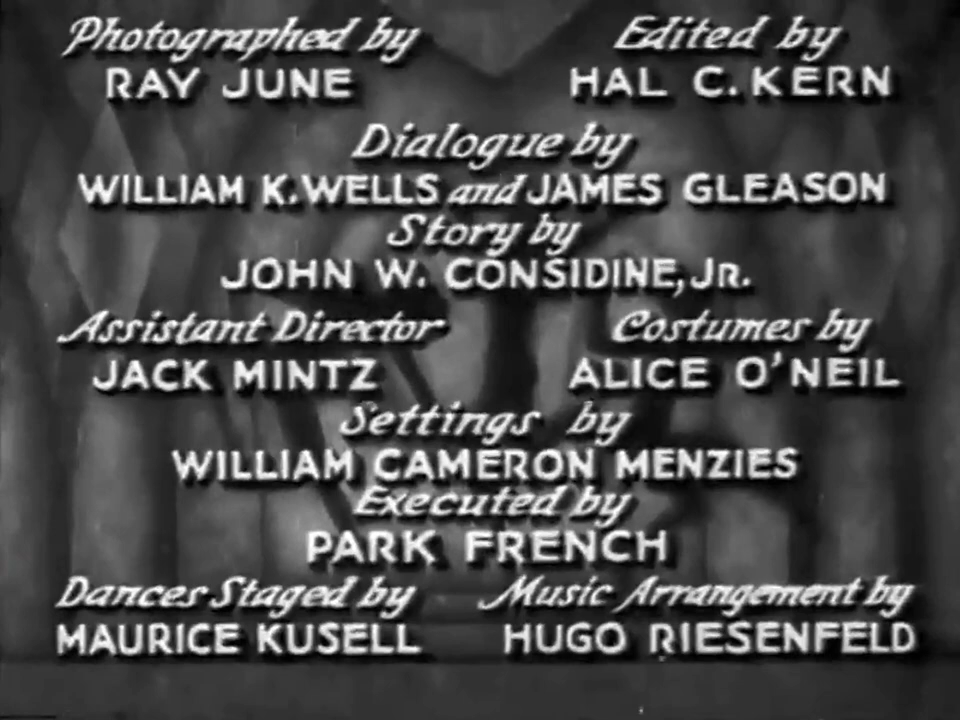 Photographed by
RAY JUNE
Edited by
HAL C. KERN
Dialogue by
WILLIAM K. WELLS and JAMES GLEASON
Story by
JOHN W. CONSIDINE, JR.
Assistant Director
JACK MINTZ
Costumes by
ALICE O'NEIL
Settings by
WILLIAM CAMERON MENZIES
Executed by
PARK FRENCH
Dances Staged by
MAURICE KUSELL
Music Arrangement by
HUGO RIESENFELD